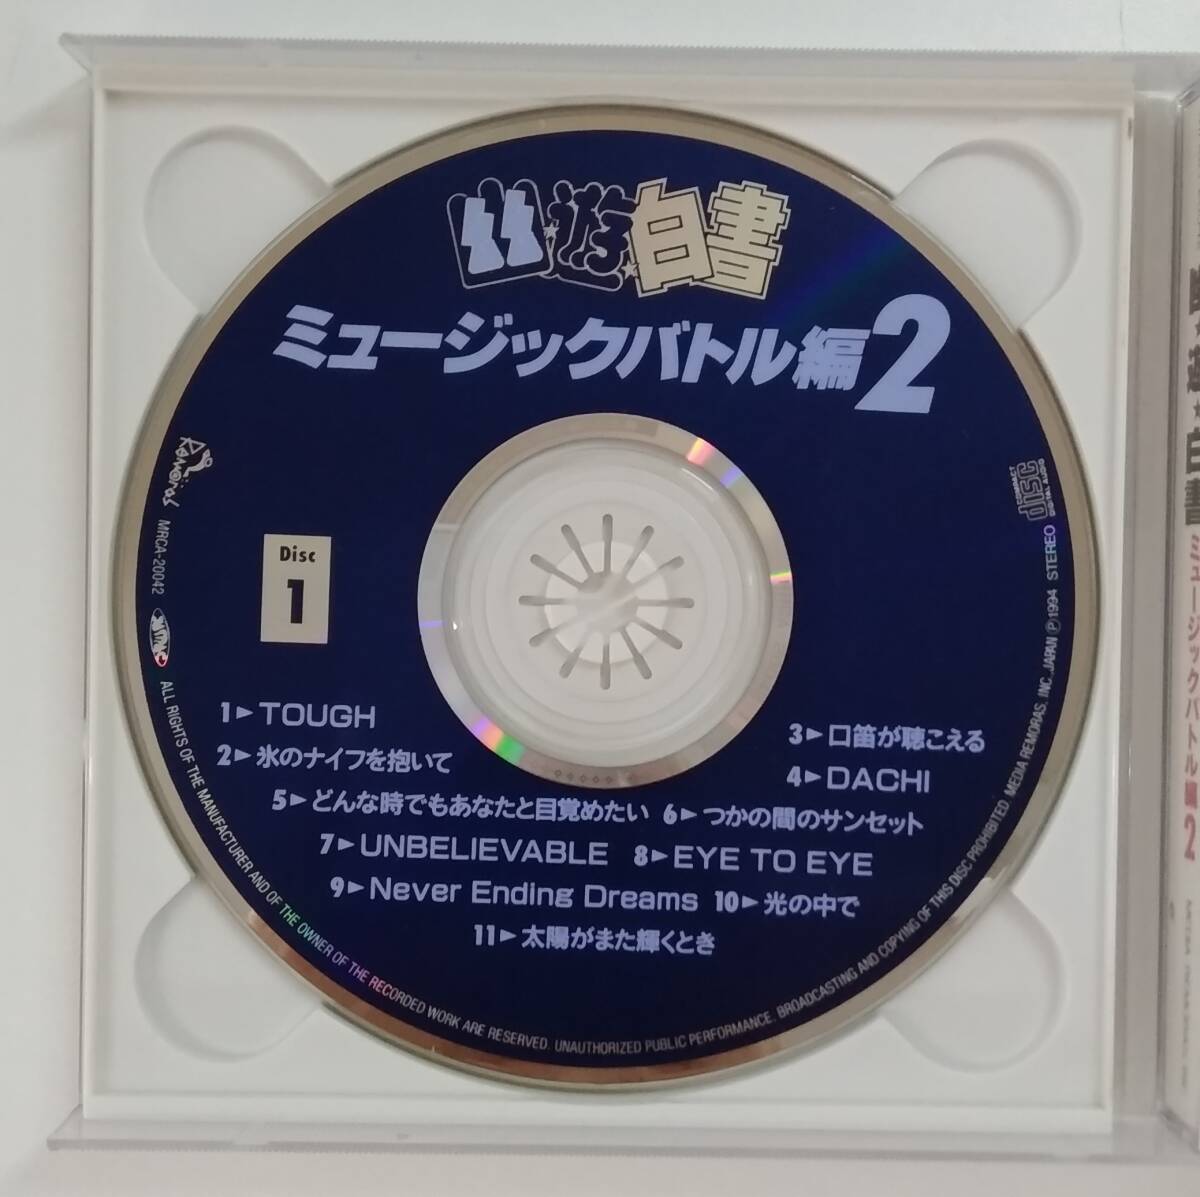 幽☆遊☆白書
ミュージックバトル編2
COMPACT
disc
DIGITAL AUDIO
STEREO
Remoras
MRCA-20042
Disc
1
1►TOUGH
2►氷のナイフを抱いて
3►口笛が聴こえる
4►DACHI
5►どんな時でもあなたと目覚めたい 6►つかの間のサンセット
7►UNBELIEVABLE 8►EYE TO EYE
9►Never Ending Dreams 10►光の中で
11►太陽がまた輝くとき
ALL RIGHTS OF THE MANUFACTURER AND OF THE OWNER OF THE RECORDED WORK ARE RESERVED. UNAUTHORIZED PUBLIC PERFORMANCE. BROADCASTING AND COPYING OF THIS DISC PROHIBITED. MEDIA REMORAS, INC. JAPAN Ⓟ1994
遊☆白書 ミュージックバトル編2